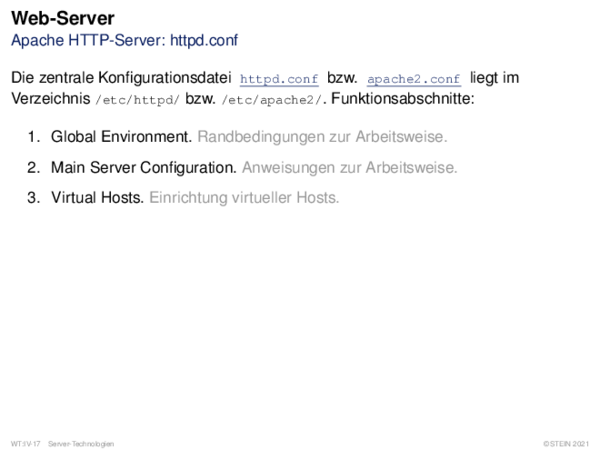 Web-Server
Apache HTTP-Server: httpd.conf
Die zentrale Konfigurationsdatei httpd.conf bzw. apache2.conf liegt im
Verzeichnis /etc/httpd/ bzw. /etc/apache2/. Funktionsabschnitte:
1. Global Environment. Randbedingungen zur Arbeitsweise.
2. Main Server Configuration. Anweisungen zur Arbeitsweise.
3. Virtual Hosts. Einrichtung virtueller Hosts.
WT:IV-17 Server-Technologien ©STEIN 2021